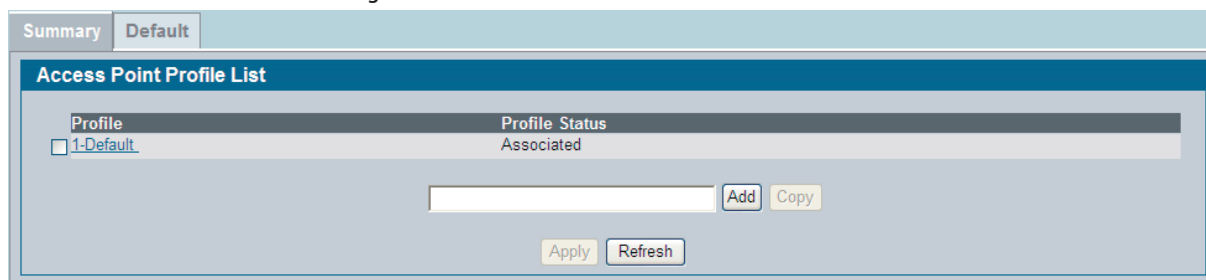 Summary Default
Access Point Profile List
Profile Profile Status
1-Default Associated
Add Copy
Apply Refresh